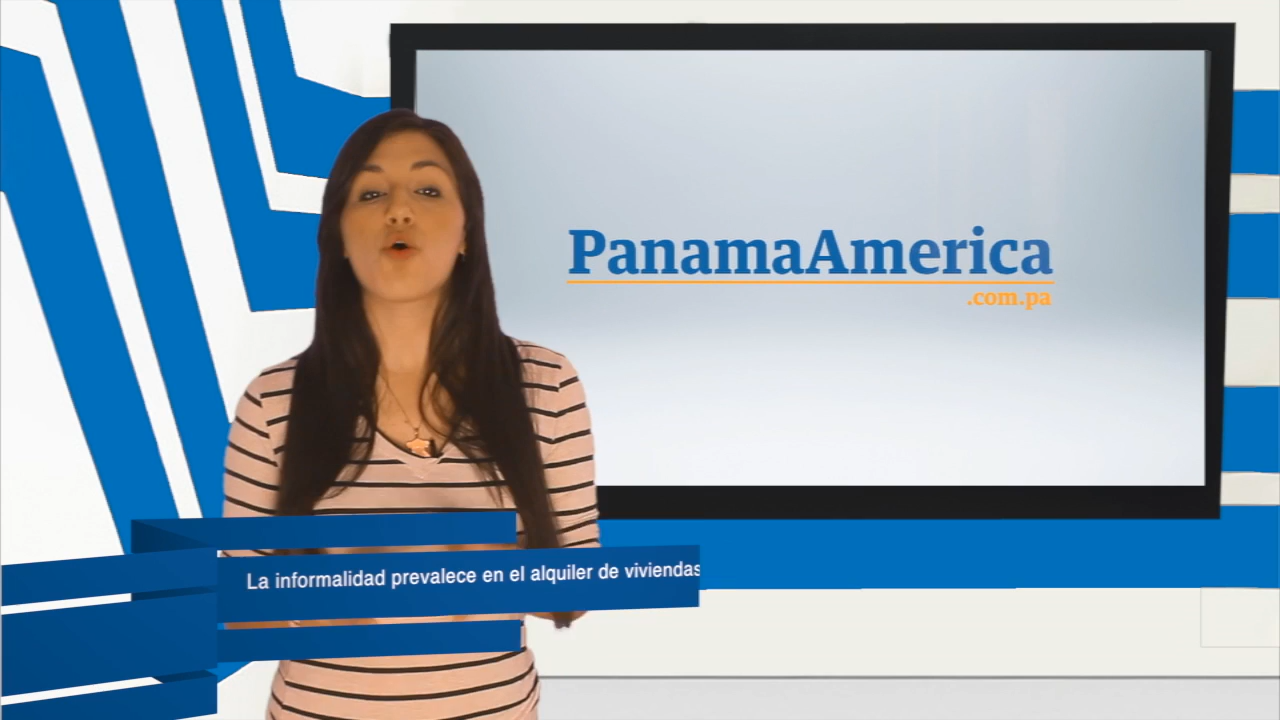 PanamaAmerica
.com.pa
La informalidad prevalece en el alquiler de viviendas